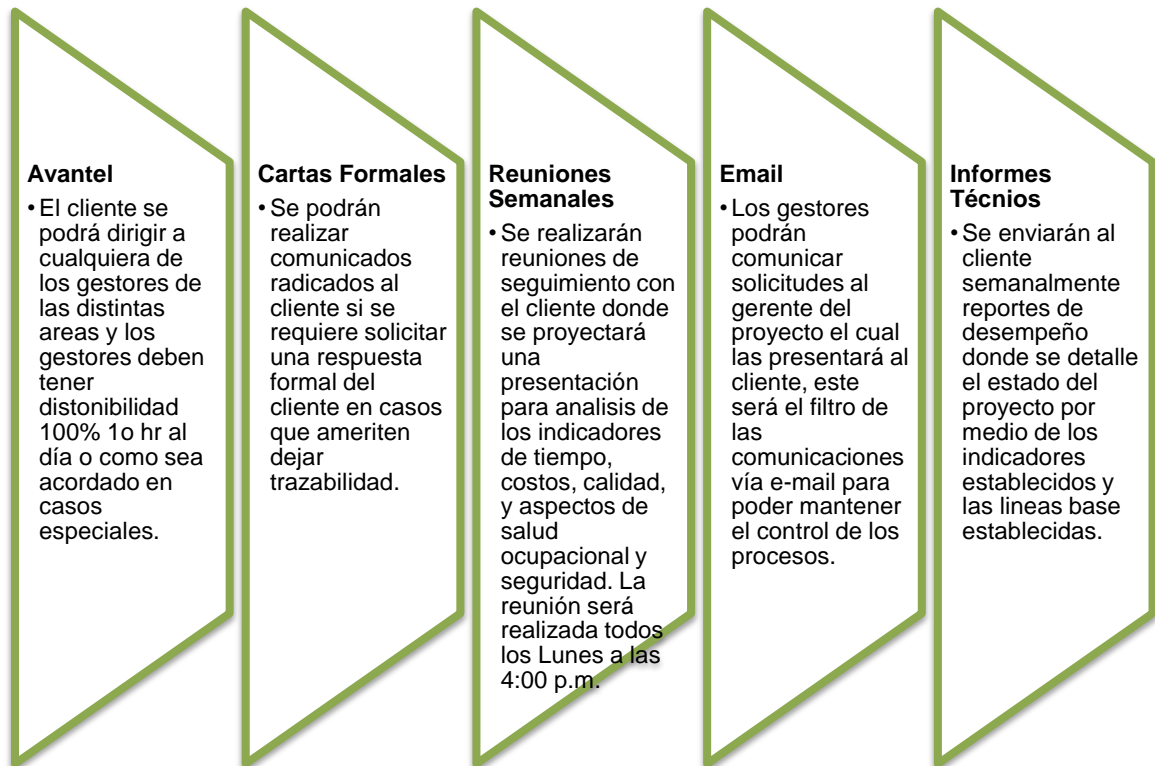 Avantel
• El cliente se
podrá dirigir a
cualquiera de
los gestores de
las distintas
areas y los
gestores deben
tener
distonibilidad
100% 1o hr al
día o como sea
acordado en
casos
especiales.
Cartas Formales
• Se podrán
realizar
comunicados
radicados al
cliente si se
requiere solicitar
una respuesta
formal del
cliente en casos
que ameriten
dejar
trazabilidad.
Reuniones
Semanales
• Se realizarán
reuniones de
seguimiento con
el cliente donde
se proyectará
una
presentación
para analisis de
los indicadores
de tiempo,
costos, calidad,
y aspectos de
salud
ocupacional y
seguridad. La
reunión será
realizada todos
los Lunes a las
4:00 p.m.
Email
• Los gestores
podrán
comunicar
solicitudes al
gerente del
proyecto el cual
las presentará al
cliente, este
será el filtro de
las
comunicaciones
vía e-mail para
poder mantener
el control de los
procesos.
Informes
Técnios
• Se enviarán al
cliente
semanalmente
reportes de
desempeño
donde se detalle
el estado del
proyecto por
medio de los
indicadores
establecidos y
las lineas base
establecidas.